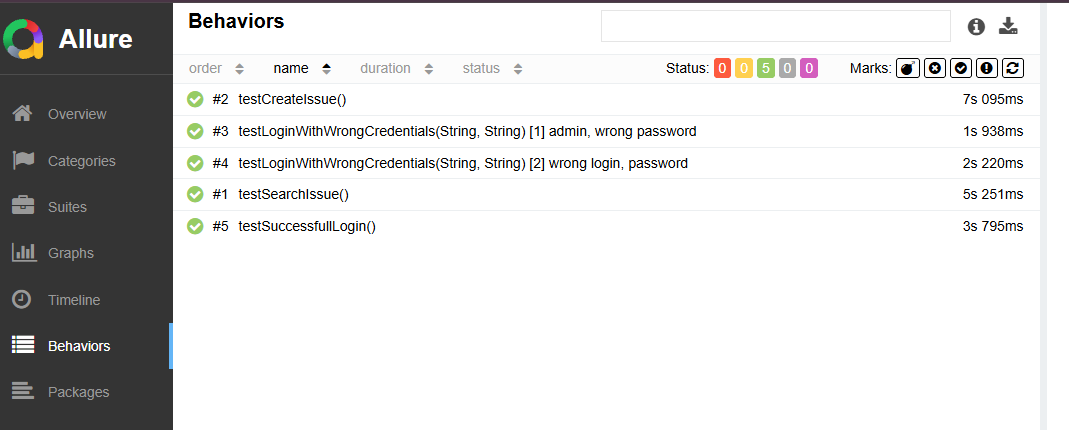 Allure
Overview
Categories
Suites
Graphs
Timeline
Behaviors
Packages
Behaviors
order name duration status Status: 0 0 5 0 0 Marks:
#2 testCreateIssue() 7s 095ms
#3 testLoginWithWrongCredentials(String, String) [1] admin, wrong password 1s 938ms
#4 testLoginWithWrongCredentials(String, String) [2] wrong login, password 2s 220ms
#1 testSearchIssue() 5s 251ms
#5 testSuccessfullLogin() 3s 795ms